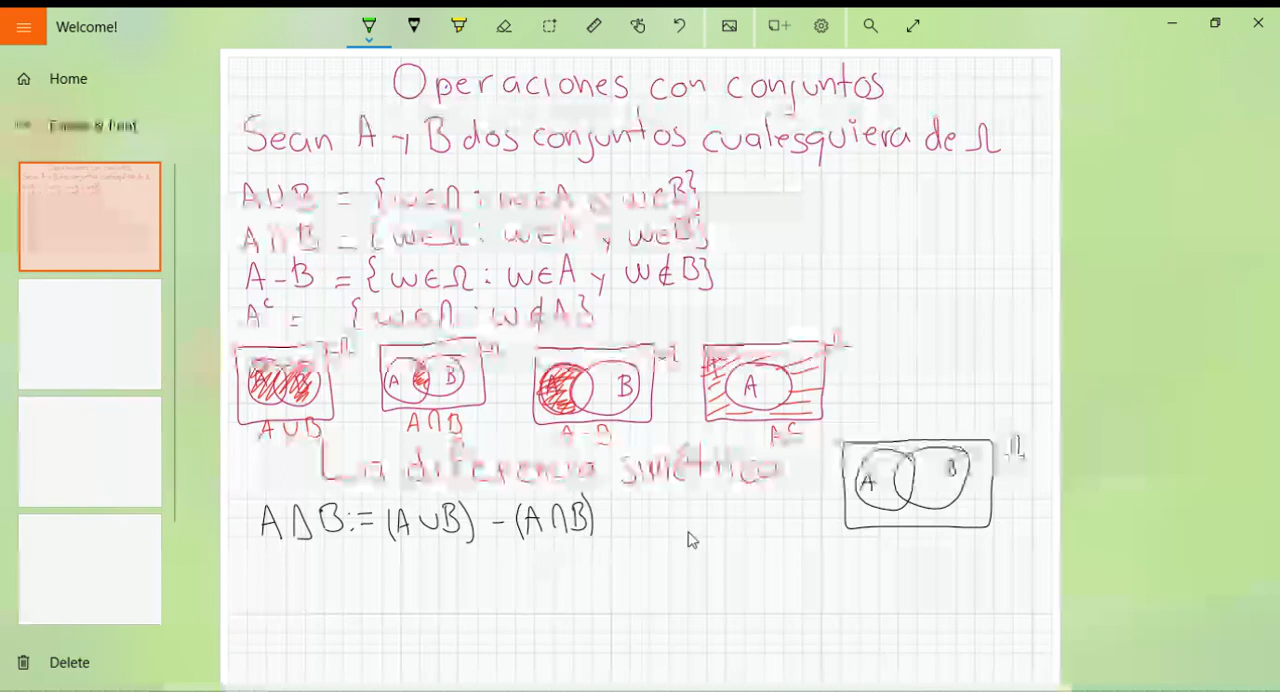 Welcome!
Home
Operaciones con conjuntos
Sean A y B dos conjuntos cualesquiera de Ω
A∪B = {ω∈Ω : ω∈A o ω∈B}
A∩B = {ω∈Ω : ω∈A y ω∈B}
A-B = {ω∈Ω : ω∈A y ω∉B}
Aᶜ = {ω∈Ω : ω∉A}
Ω Ω Ω Ω
A B B A
A∪B A∩B A-B Aᶜ
La diferencia simétrica
Ω
A B
A△B := (A∪B) - (A∩B)
Delete